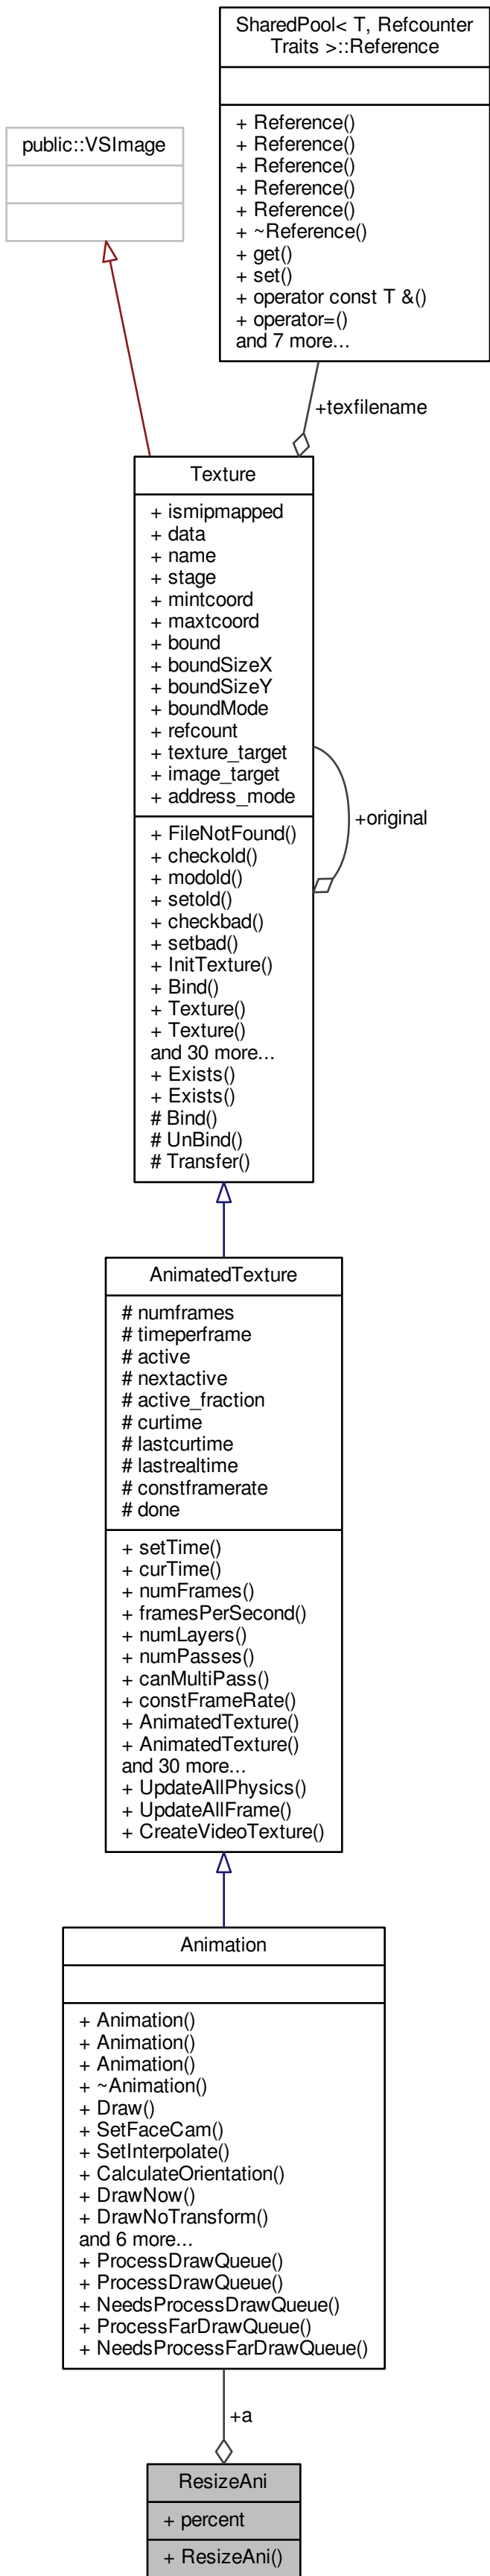 SharedPool< T, Refcounter
Traits >::Reference
+ Reference()
+ Reference()
+ Reference()
+ Reference()
+ Reference()
+ ~Reference()
+ get()
+ set()
+ operator const T &()
+ operator=()
and 7 more...
public::VSImage
+texfilename
Texture
+ ismipmapped
+ data
+ name
+ stage
+ mintcoord
+ maxtcoord
+ bound
+ boundSizeX
+ boundSizeY
+ boundMode
+ refcount
+ texture_target
+ image_target
+ address_mode
+ FileNotFound()
+ checkold()
+ modold()
+ setold()
+ checkbad()
+ setbad()
+ InitTexture()
+ Bind()
+ Texture()
+ Texture()
and 30 more...
+ Exists()
+ Exists()
# Bind()
# UnBind()
# Transfer()
+original
AnimatedTexture
# numframes
# timeperframe
# active
# nextactive
# active_fraction
# curtime
# lastcurtime
# lastrealtime
# constframerate
# done
+ setTime()
+ curTime()
+ numFrames()
+ framesPerSecond()
+ numLayers()
+ numPasses()
+ canMultiPass()
+ constFrameRate()
+ AnimatedTexture()
+ AnimatedTexture()
and 30 more...
+ UpdateAllPhysics()
+ UpdateAllFrame()
+ CreateVideoTexture()
Animation
+ Animation()
+ Animation()
+ Animation()
+ ~Animation()
+ Draw()
+ SetFaceCam()
+ SetInterpolate()
+ CalculateOrientation()
+ DrawNow()
+ DrawNoTransform()
and 6 more...
+ ProcessDrawQueue()
+ ProcessDrawQueue()
+ NeedsProcessDrawQueue()
+ ProcessFarDrawQueue()
+ NeedsProcessFarDrawQueue()
+a
ResizeAni
+ percent
+ ResizeAni()